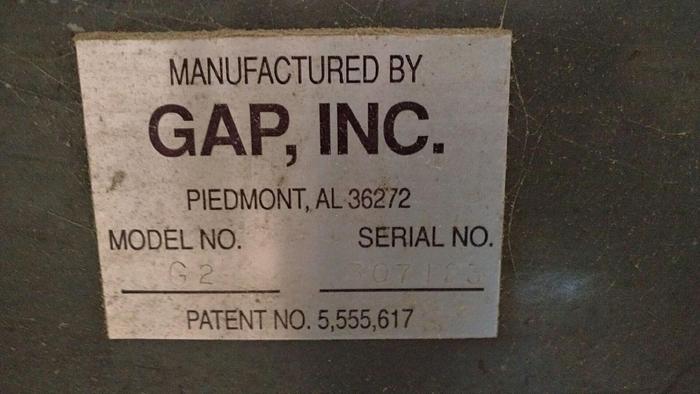 MANUFACTURED BY
GAP, INC.
PIEDMONT, AL 36272
MODEL NO. SERIAL NO.
G2
PATENT NO. 5,555,617